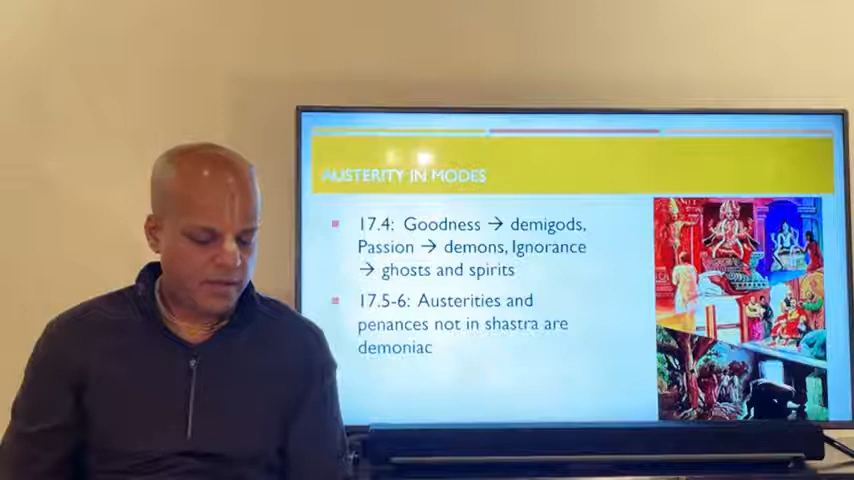 AUSTERITY IN MODES
17.4: Goodness → demigods,
Passion → demons, Ignorance
→ ghosts and spirits
17.5-6: Austerities and
penances not in shastra are
demoniac